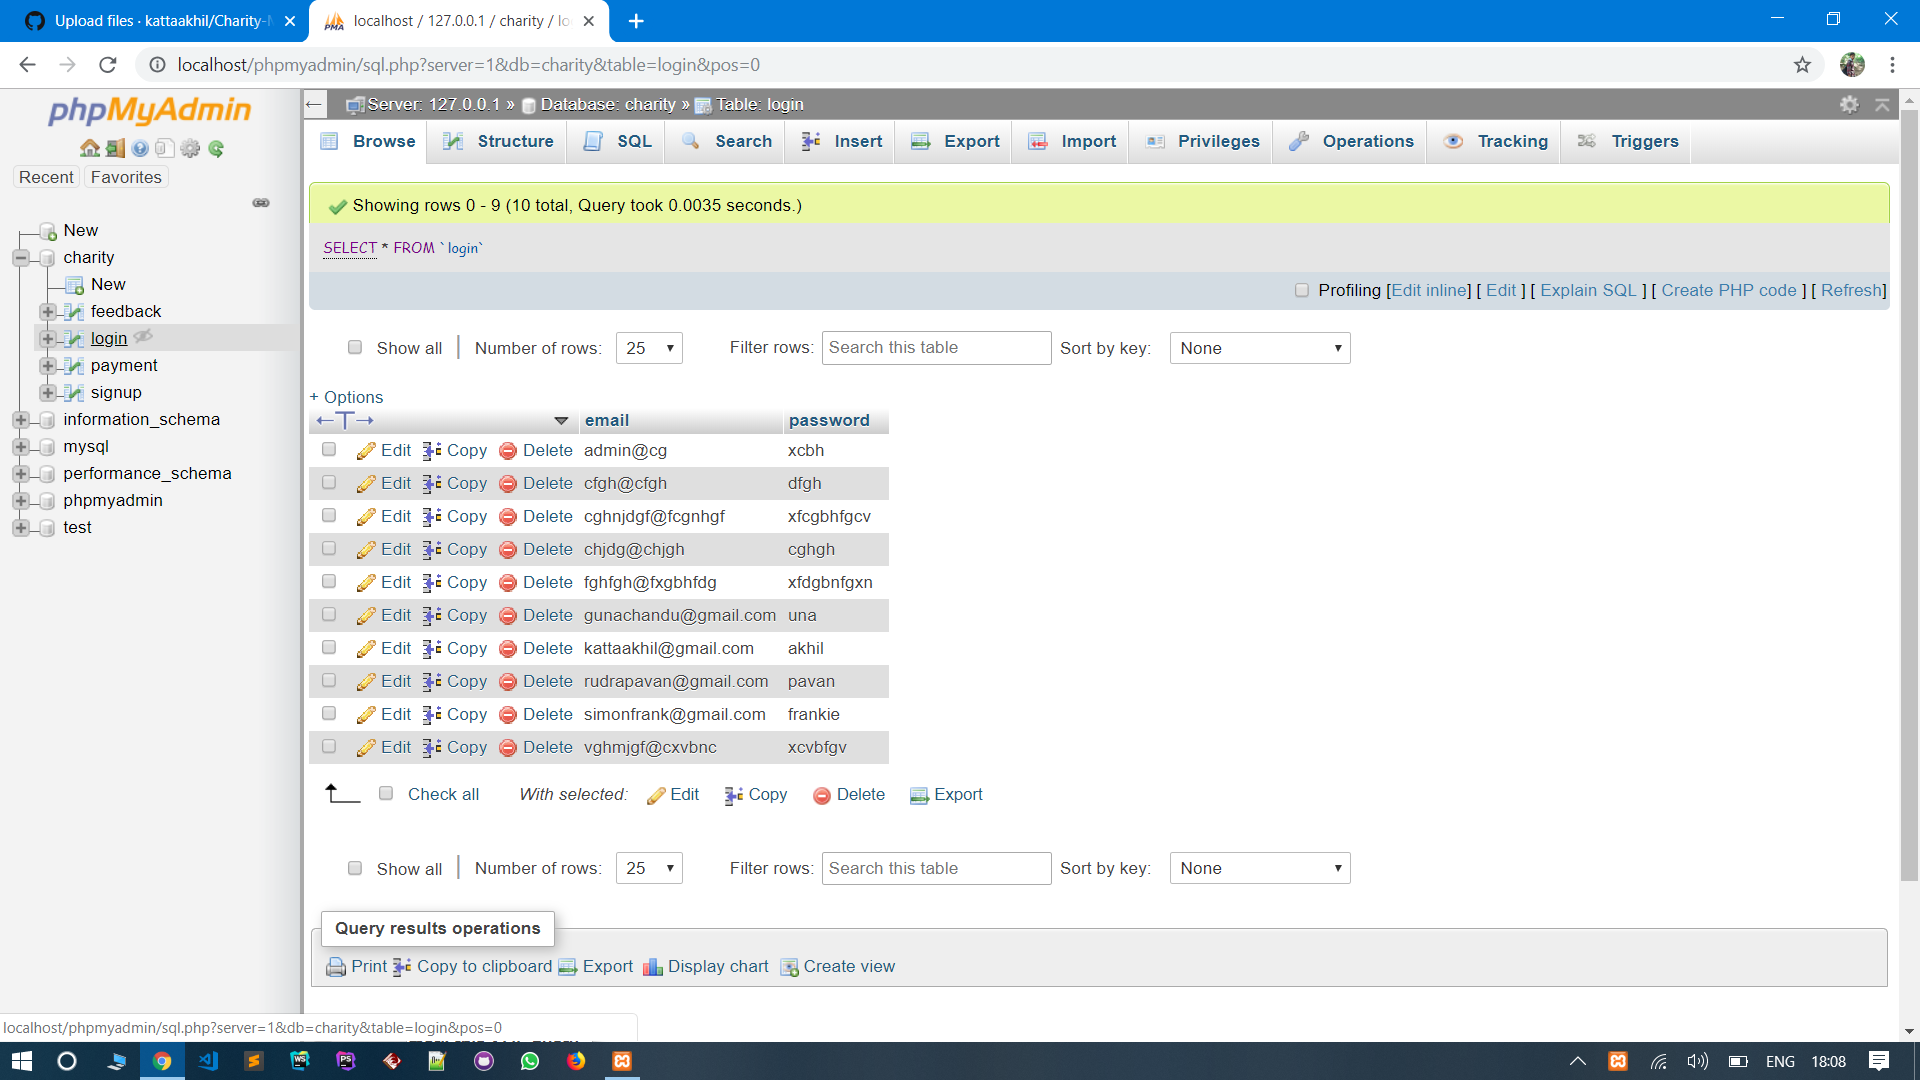 Upload files · kattaakhil/Charity-
localhost / 127.0.0.1 / charity / lo
localhost/phpmyadmin/sql.php?server=1&db=charity&table=login&pos=0
phpMyAdmin
Recent Favorites
New
charity
New
feedback
login
payment
signup
information_schema
mysql
performance_schema
phpmyadmin
test
Server: 127.0.0.1 » Database: charity » Table: login
Browse Structure SQL Search Insert Export Import Privileges Operations Tracking Triggers
Showing rows 0 - 9 (10 total, Query took 0.0035 seconds.)
SELECT * FROM `login`
Profiling [Edit inline] [ Edit ] [ Explain SQL ] [ Create PHP code ] [ Refresh]
Show all Number of rows: 25 Filter rows: Search this table Sort by key: None
+ Options
email password
Edit Copy Delete admin@cg xcbh
Edit Copy Delete cfgh@cfgh dfgh
Edit Copy Delete cghnjdgf@fcgnhgf xfcgbhfgcv
Edit Copy Delete chjdg@chjgh cghgh
Edit Copy Delete fghfgh@fxgbhfdg xfdgbnfgxn
Edit Copy Delete gunachandu@gmail.com una
Edit Copy Delete kattaakhil@gmail.com akhil
Edit Copy Delete rudrapavan@gmail.com pavan
Edit Copy Delete simonfrank@gmail.com frankie
Edit Copy Delete vghmjgf@cxvbnc xcvbfgv
Check all With selected: Edit Copy Delete Export
Show all Number of rows: 25 Filter rows: Search this table Sort by key: None
Query results operations
Print Copy to clipboard Export Display chart Create view
localhost/phpmyadmin/sql.php?server=1&db=charity&table=login&pos=0
ENG 18:08